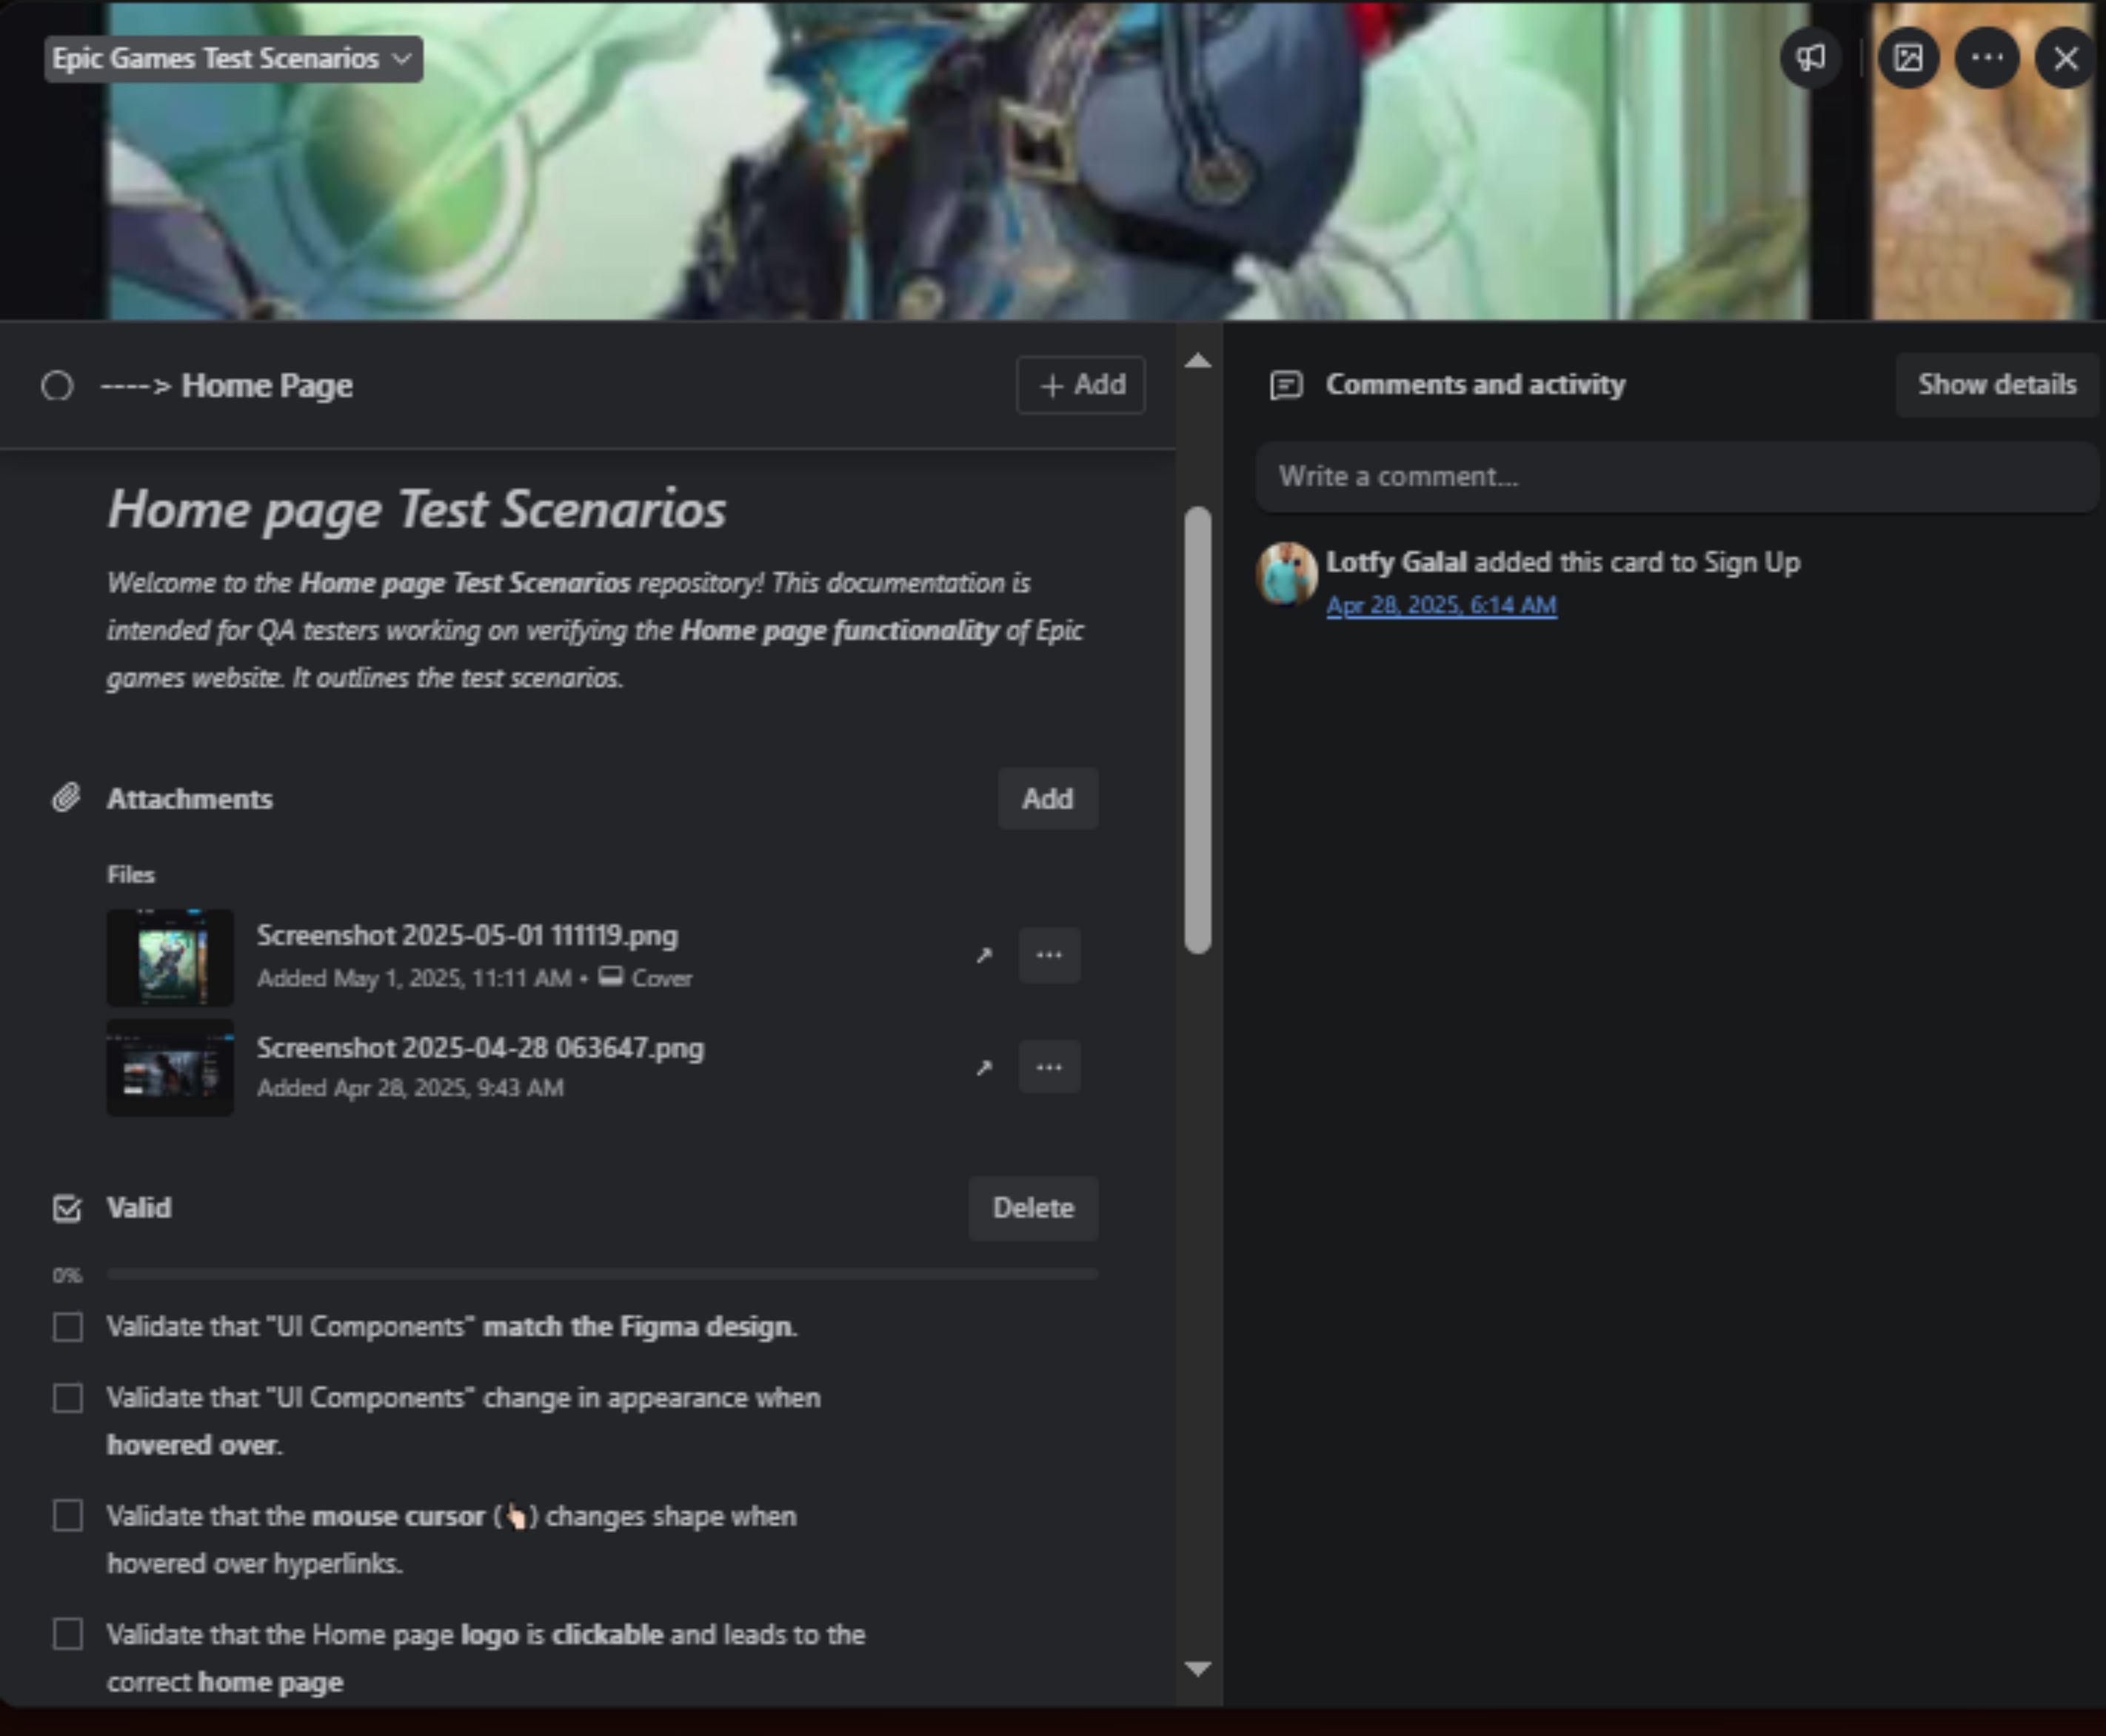 Epic Games Test Scenarios
----> Home Page
+ Add
Home page Test Scenarios
Welcome to the Home page Test Scenarios repository! This documentation is
intended for QA testers working on verifying the Home page functionality of Epic
games website. It outlines the test scenarios.
Attachments
Add
Files
Screenshot 2025-05-01 111119.png
Added May 1, 2025, 11:11 AM • Cover
Screenshot 2025-04-28 063647.png
Added Apr 28, 2025, 9:43 AM
Valid
Delete
0%
Validate that "UI Components" match the Figma design.
Validate that "UI Components" change in appearance when
hovered over.
Validate that the mouse cursor (👆) changes shape when
hovered over hyperlinks.
Validate that the Home page logo is clickable and leads to the
correct home page
Comments and activity
Show details
Write a comment...
Lotfy Galal added this card to Sign Up
Apr 28, 2025, 6:14 AM